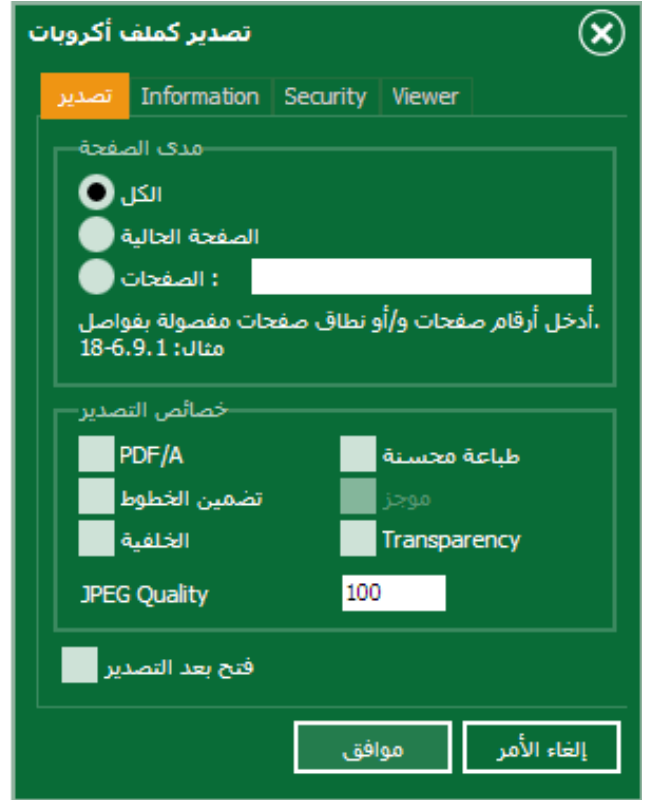 تصدير كملف أكروبات
تصدير Information Security Viewer
مدى الصفحة
الكل
الصفحة الحالية
الصفحات :
أدخل أرقام صفحات و/أو نطاق صفحات مفصولة بفواصل.
مثال: 18-6.9.1
خصائص التصدير
PDF/A طباعة محسنة
تضمين الخطوط موجز
الخلفية Transparency
JPEG Quality 100
فتح بعد التصدير
موافق إلغاء الأمر